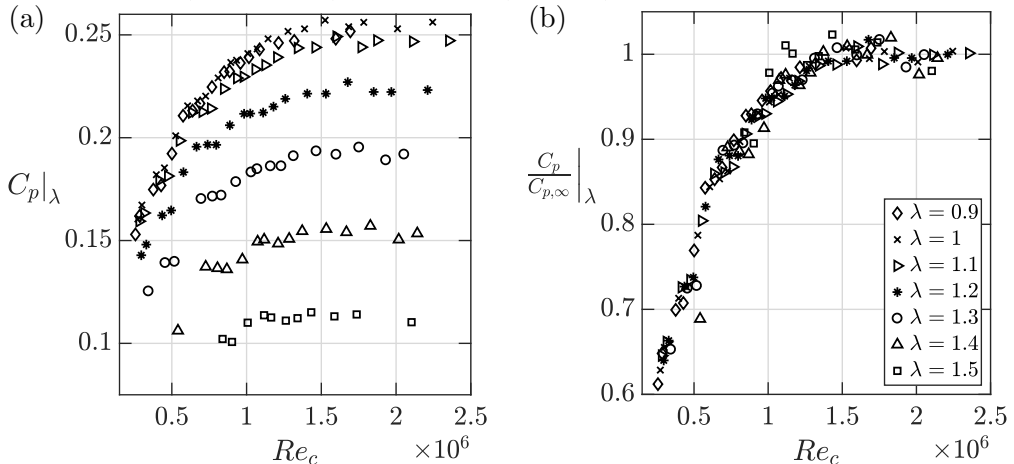 (a)
0.25
0.2
0.15
0.1
C_p|_λ
0.5
1
1.5
2
2.5
Re_c
×10^6
(b)
1
0.9
0.8
0.7
0.6
C_p / C_{p,∞} |_λ
0.5
1
1.5
2
2.5
Re_c
×10^6
λ = 0.9
λ = 1
λ = 1.1
λ = 1.2
λ = 1.3
λ = 1.4
λ = 1.5